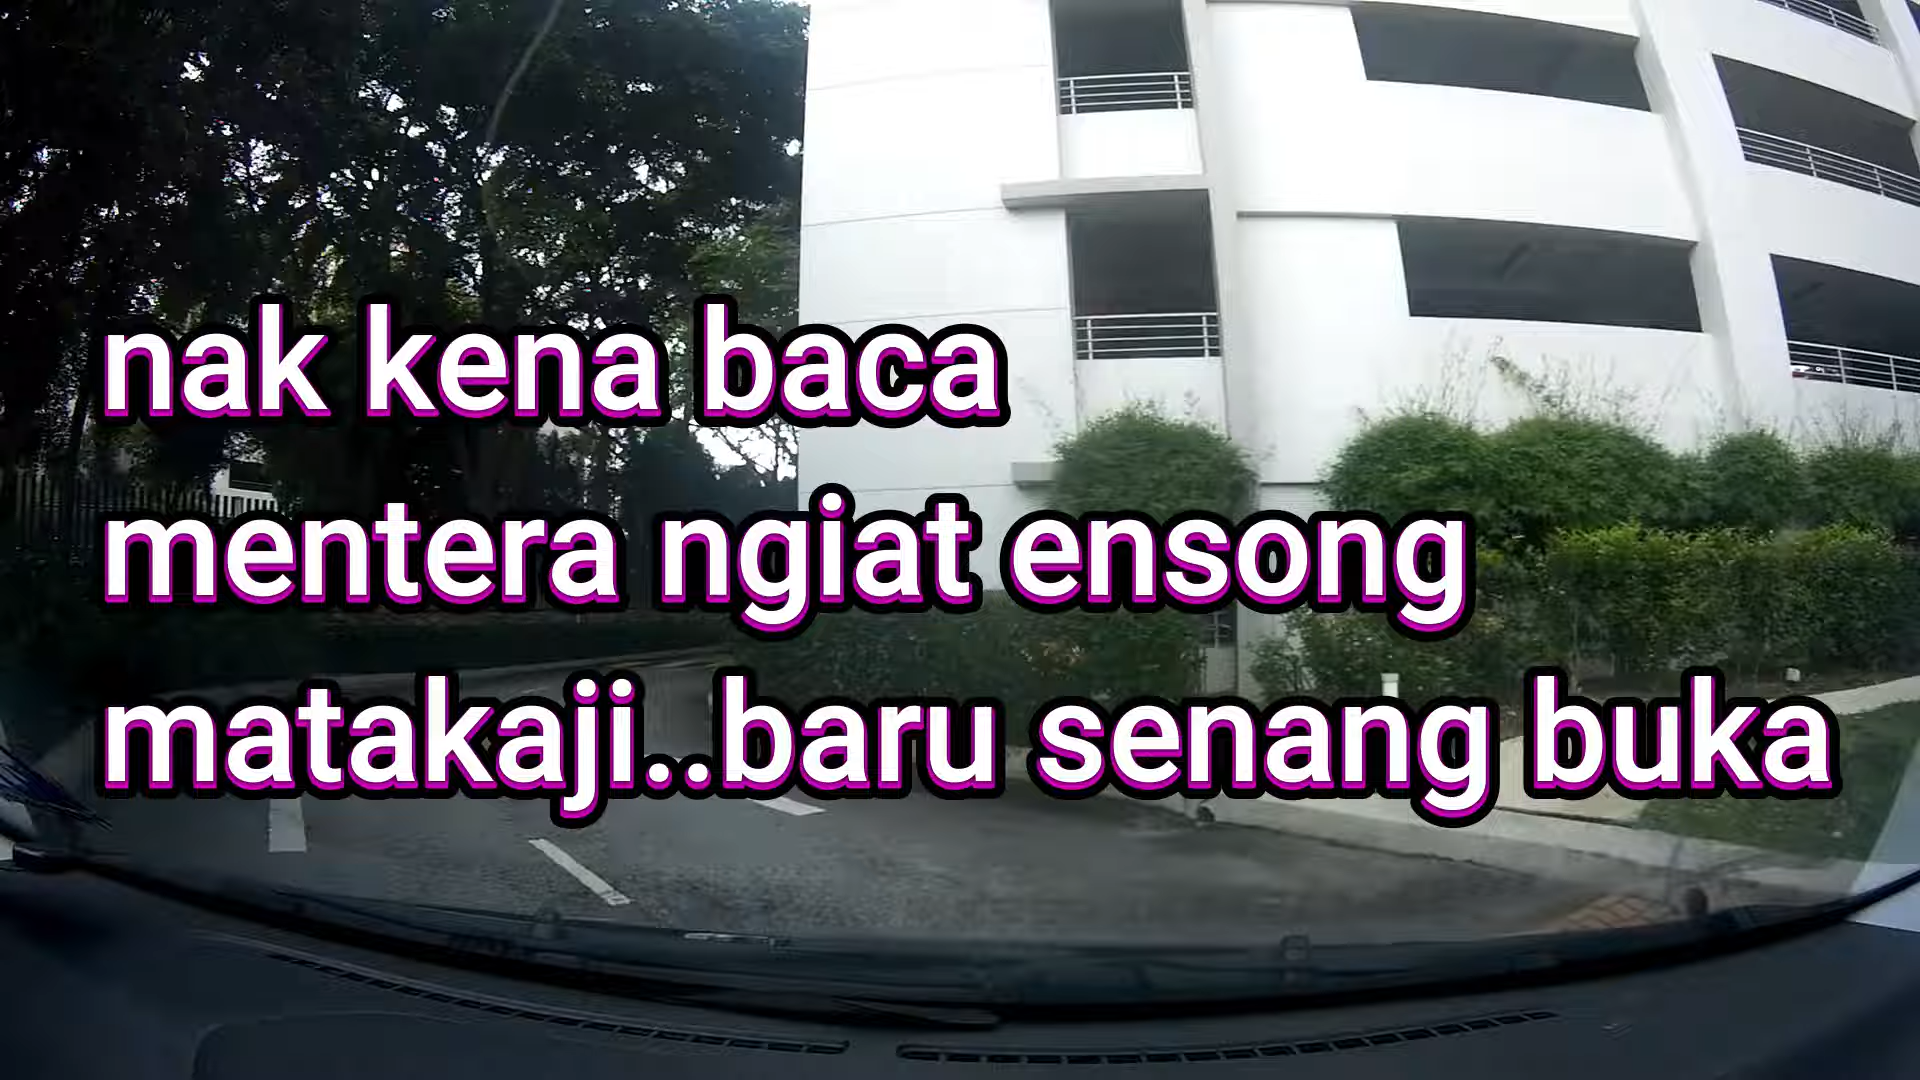 nak kena baca
mentera ngiat ensong
matakaji..baru senang buka